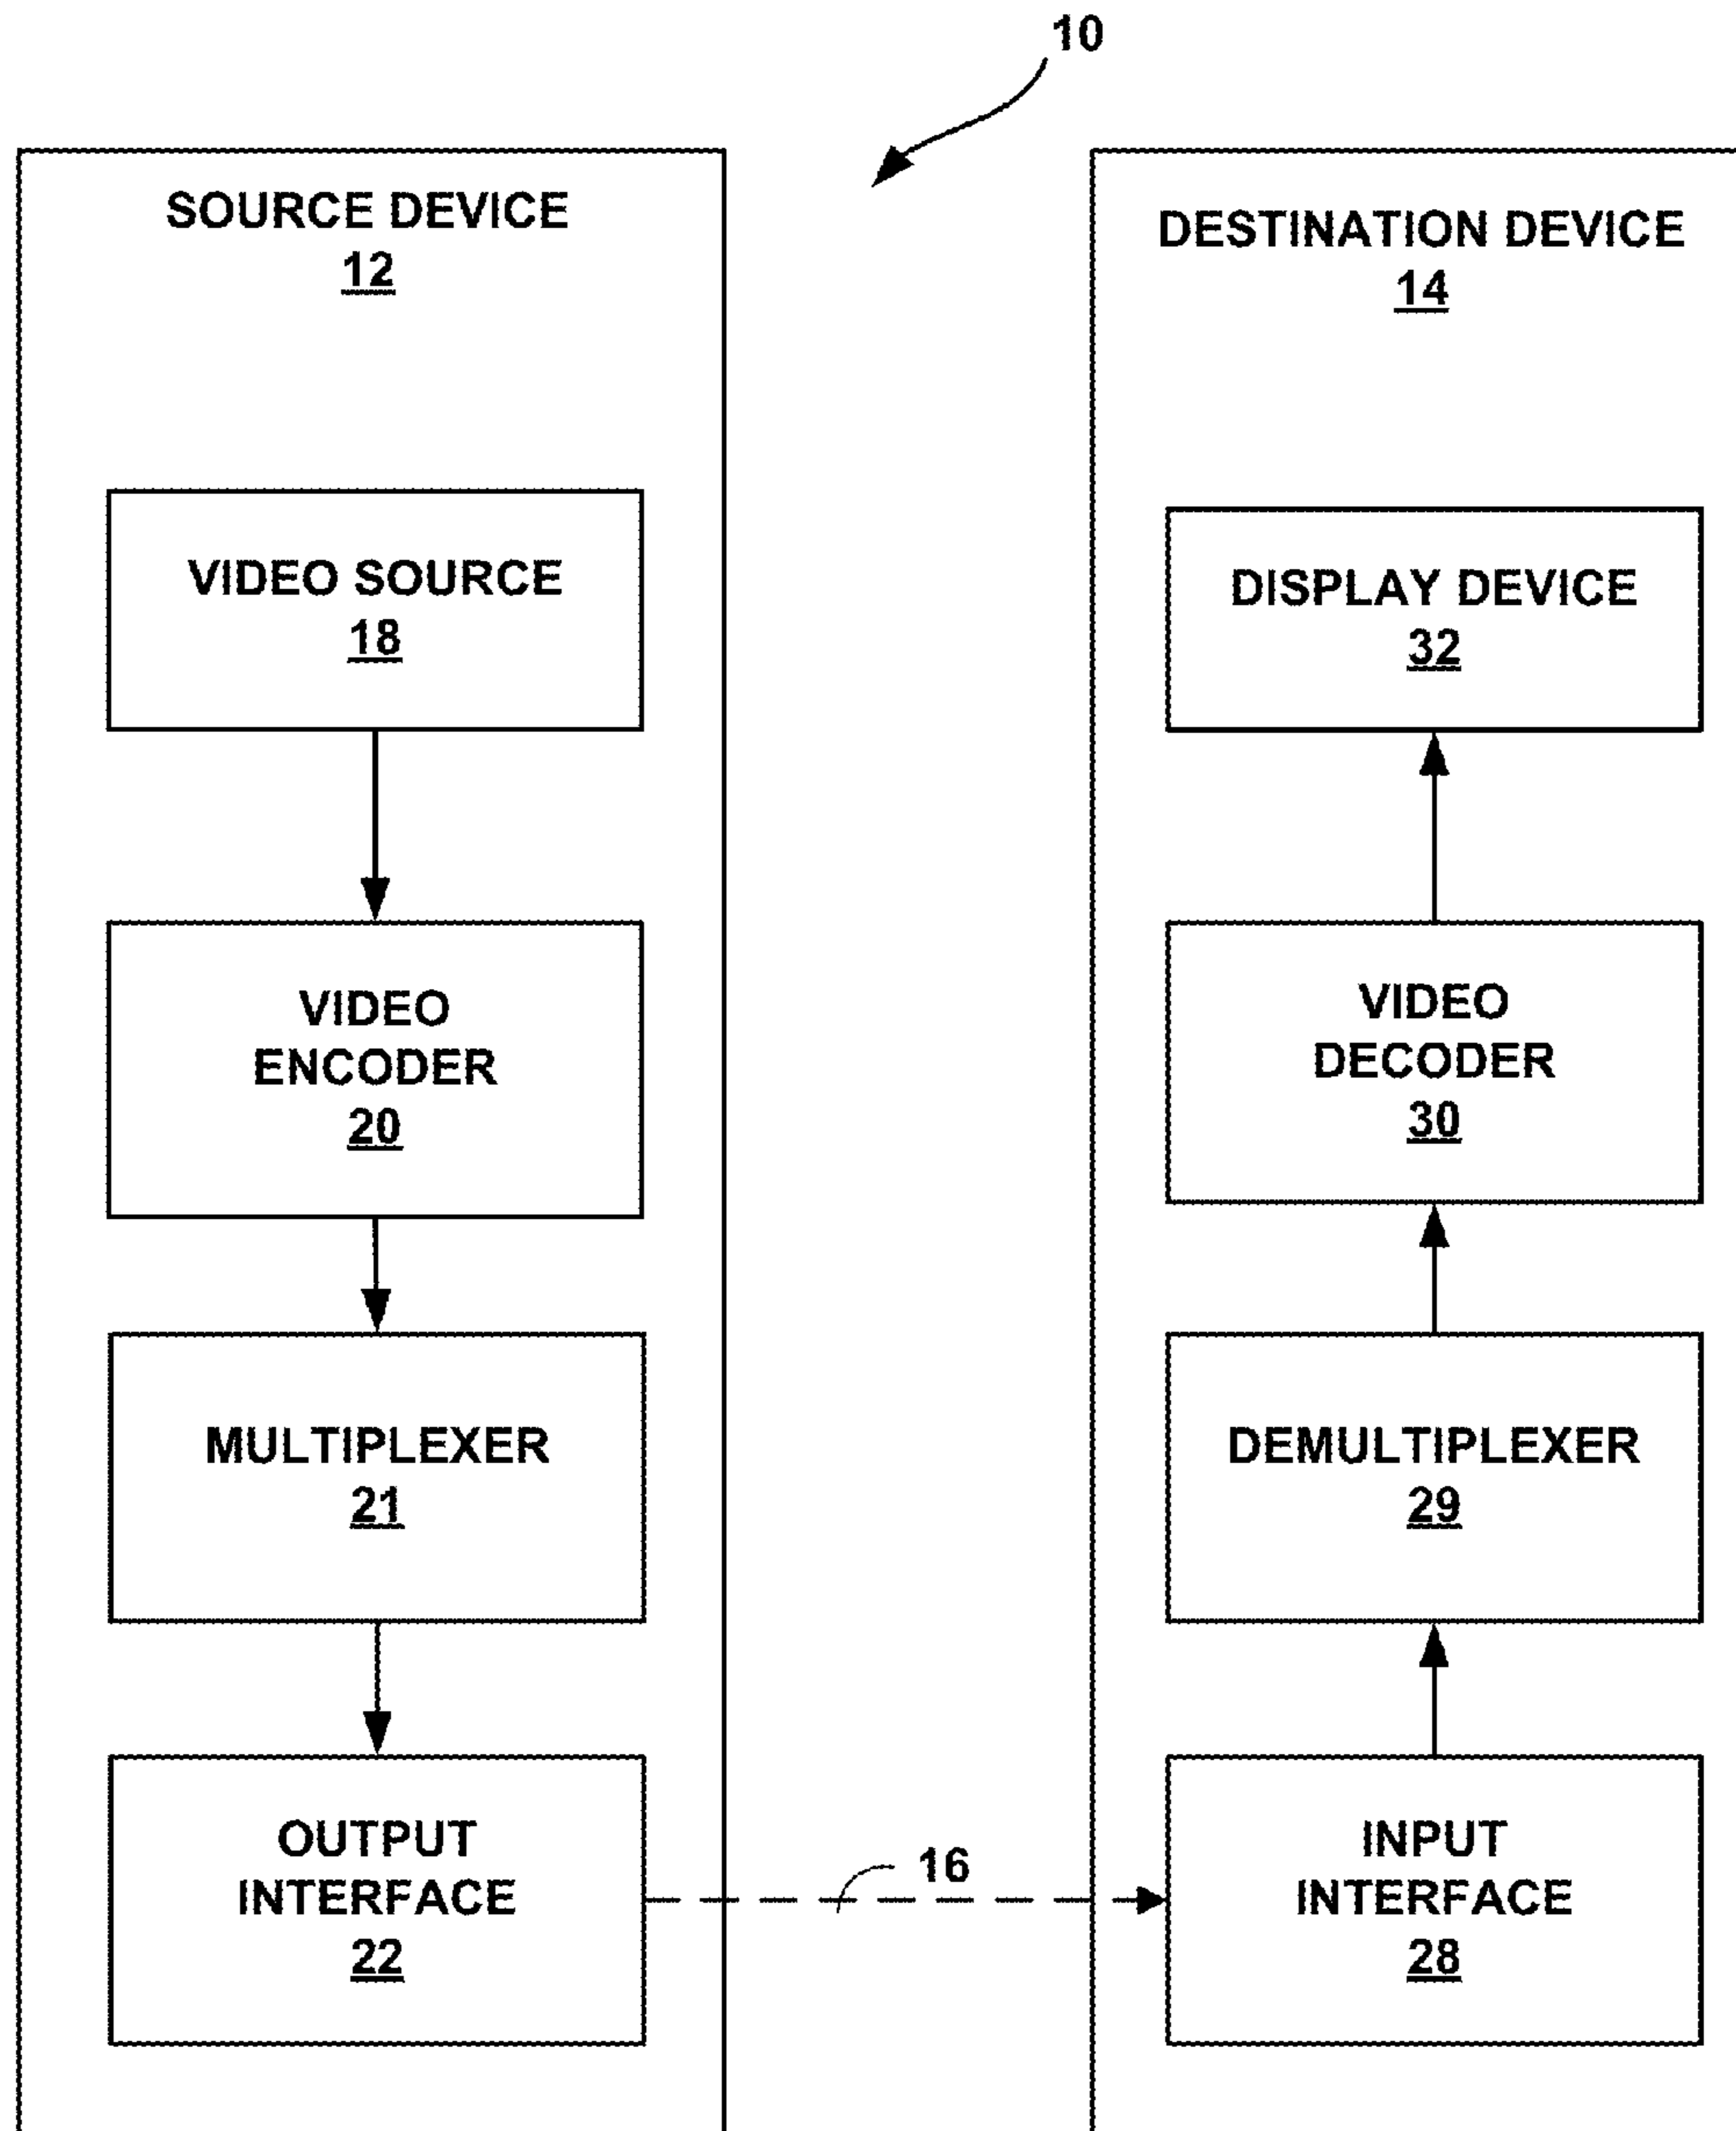 10
SOURCE DEVICE
12
VIDEO SOURCE
18
VIDEO
ENCODER
20
MULTIPLEXER
21
OUTPUT
INTERFACE
22
16
DESTINATION DEVICE
14
DISPLAY DEVICE
32
VIDEO
DECODER
30
DEMULTIPLEXER
29
INPUT
INTERFACE
28